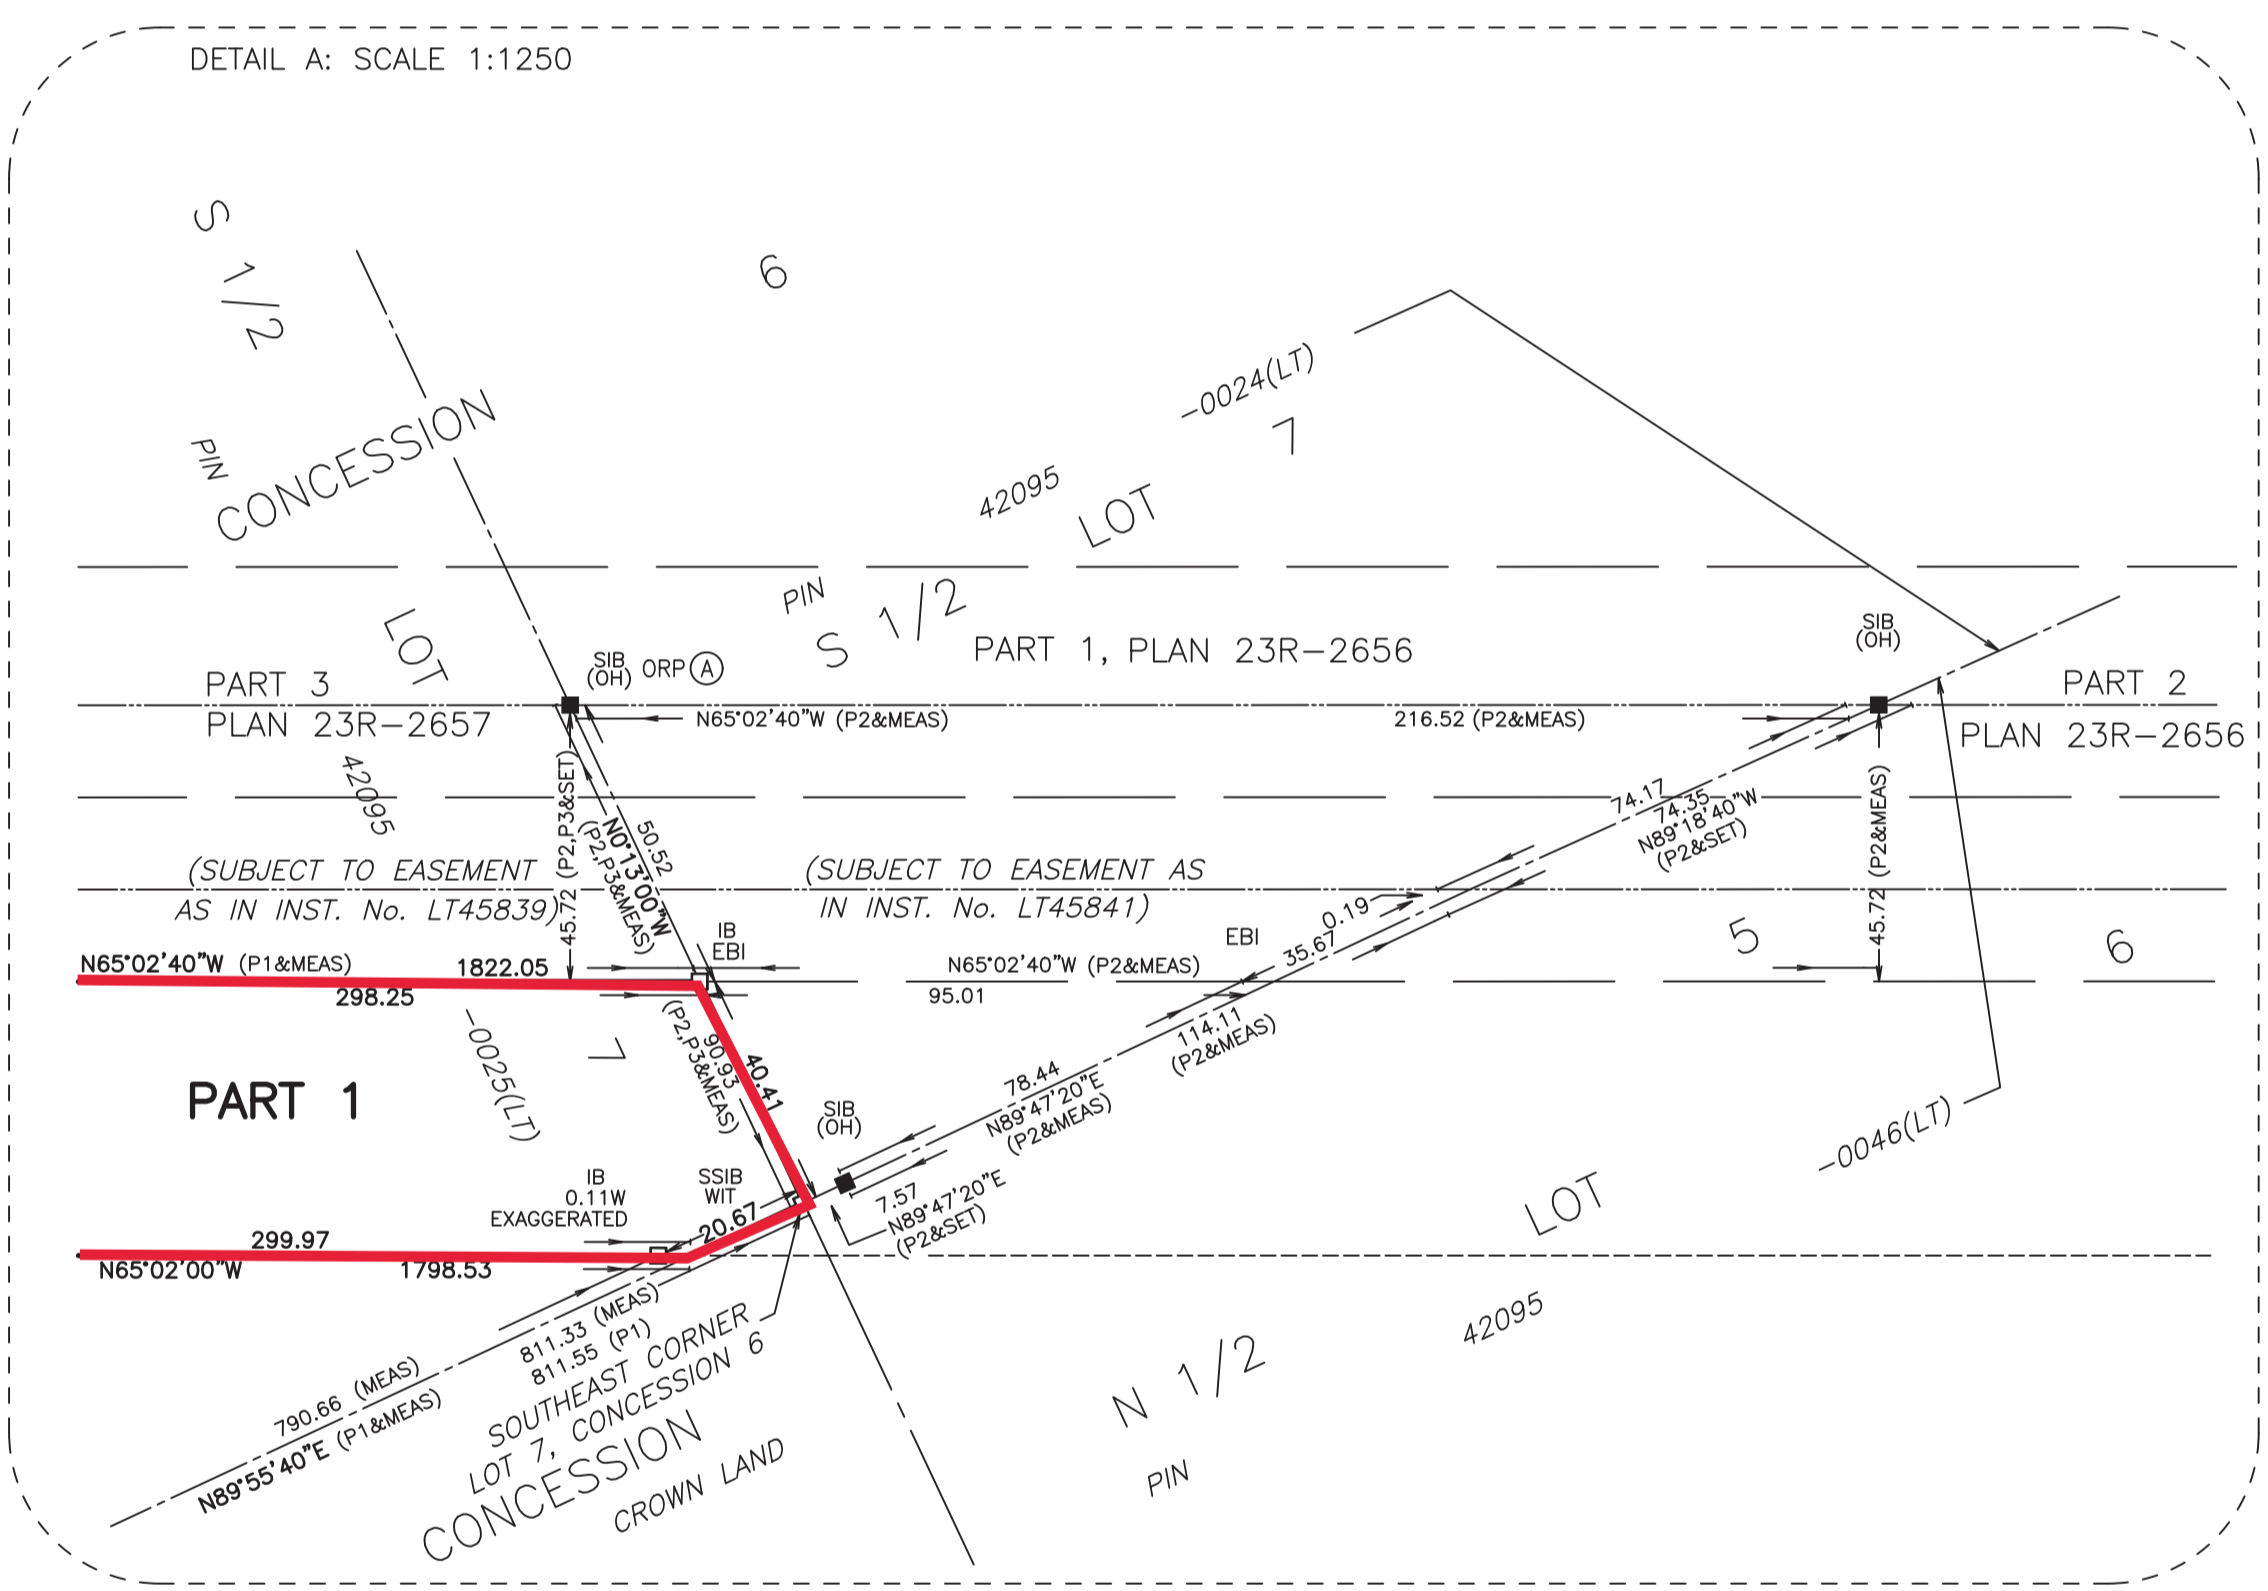 DETAIL A: SCALE 1:1250
S 1/2
6
-0024(LT)
7
PIN
CONCESSION
42095
LOT
PIN
S 1/2
LOT
PART 1, PLAN 23R-2656
SIB
(OH)
SIB
(OH)
ORP A
PART 3
PLAN 23R-2657
PART 2
PLAN 23R-2656
N65°02'40"W (P2&MEAS)
216.52 (P2&MEAS)
42095
45.72 (P2,P3&SET)
N0°13'00"W
(P2,P3&MEAS)
50.52
74.17
74.35
N89°18'40"W
(P2&SET)
45.72 (P2&MEAS)
(SUBJECT TO EASEMENT
AS IN INST. No. LT45839)
(SUBJECT TO EASEMENT AS
IN INST. No. LT45841)
0.19
35.67
5
6
IB
EBI
EBI
N65°02'40"W (P1&MEAS)
1822.05
298.25
N65°02'40"W (P2&MEAS)
95.01
-0025(LT)
7
90.93
(P2,P3&MEAS)
40.41
114.11
(P2&MEAS)
PART 1
78.44
N89°47'20"E
(P2&MEAS)
SIB
(OH)
-0046(LT)
IB
0.11W
EXAGGERATED
SSIB
WIT
20.67
7.57
N89°47'20"E
(P2&SET)
LOT
299.97
N65°02'00"W
1798.53
811.33 (MEAS)
811.55 (P1)
SOUTHEAST CORNER
LOT 7, CONCESSION 6
42095
N 1/2
790.66 (MEAS)
N89°55'40"E (P1&MEAS)
CONCESSION
CROWN LAND
PIN